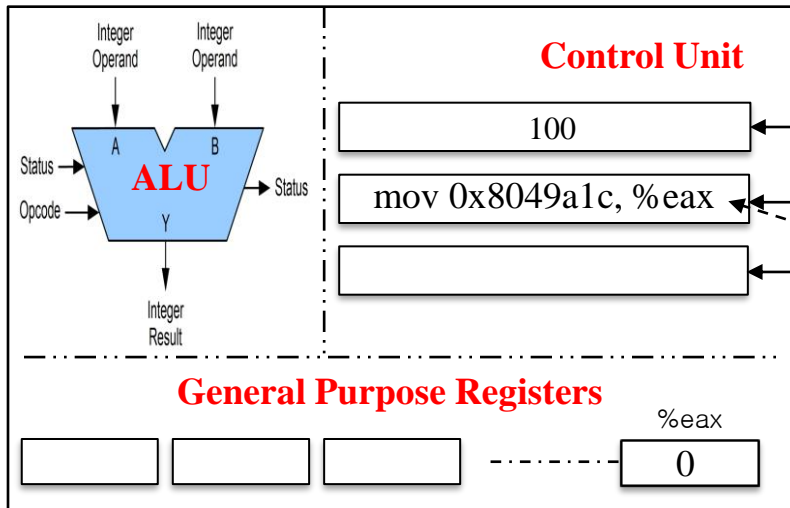 Integer
Operand
Integer
Operand
A
B
Status
ALU
Status
Opcode
Y
Integer
Result
Control Unit
100
mov 0x8049a1c, %eax
General Purpose Registers
%eax
0